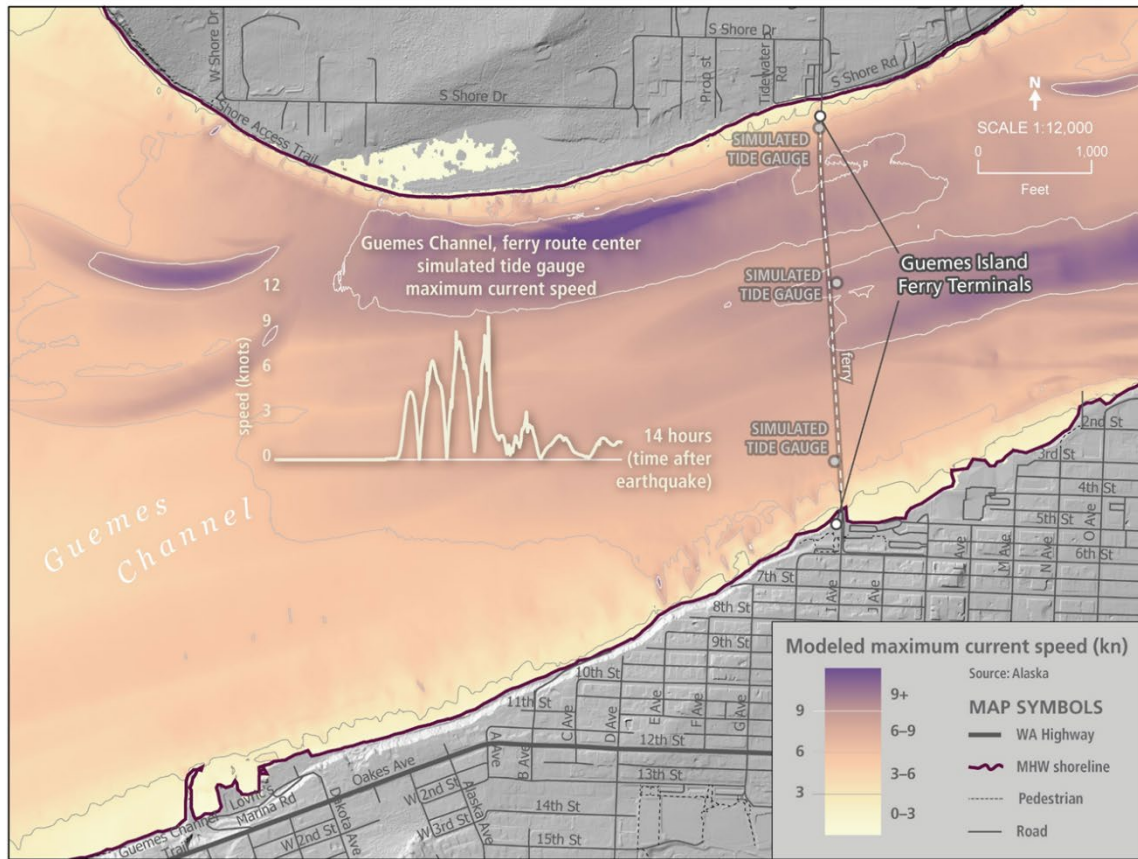 S Shore Dr
S Shore Dr
W Shore Dr
S Shore Dr
Prop st
Tidewater Rd
S Shore Rd
Shore Access Trail
N
SCALE 1:12,000
0 1,000
Feet
SIMULATED
TIDE GAUGE
Guemes Channel, ferry route center
simulated tide gauge
maximum current speed
SIMULATED
TIDE GAUGE
Guemes Island
Ferry Terminals
12
9
6
3
0
speed (knots)
14 hours
(time after
earthquake)
ferry
SIMULATED
TIDE GAUGE
Guemes
Channel
2nd St
3rd St
4th St
5th St
6th St
O Ave
L Ave
M Ave
N Ave
I Ave
J Ave
7th St
8th St
9th St
10th St
11th St
12th St
13th St
14th St
15th St
A Ave
B Ave
C Ave
D Ave
E Ave
F Ave
G Ave
Oakes Ave
W 2nd St
W 3rd St
W 2nd St
Dakota Ave
Alaska Ave
Marina Rd
Guemes Channel
Trail
Modeled maximum current speed (kn)
Source: Alaska
9
6
3
9+
6–9
3–6
0–3
MAP SYMBOLS
WA Highway
MHW shoreline
Pedestrian
Road